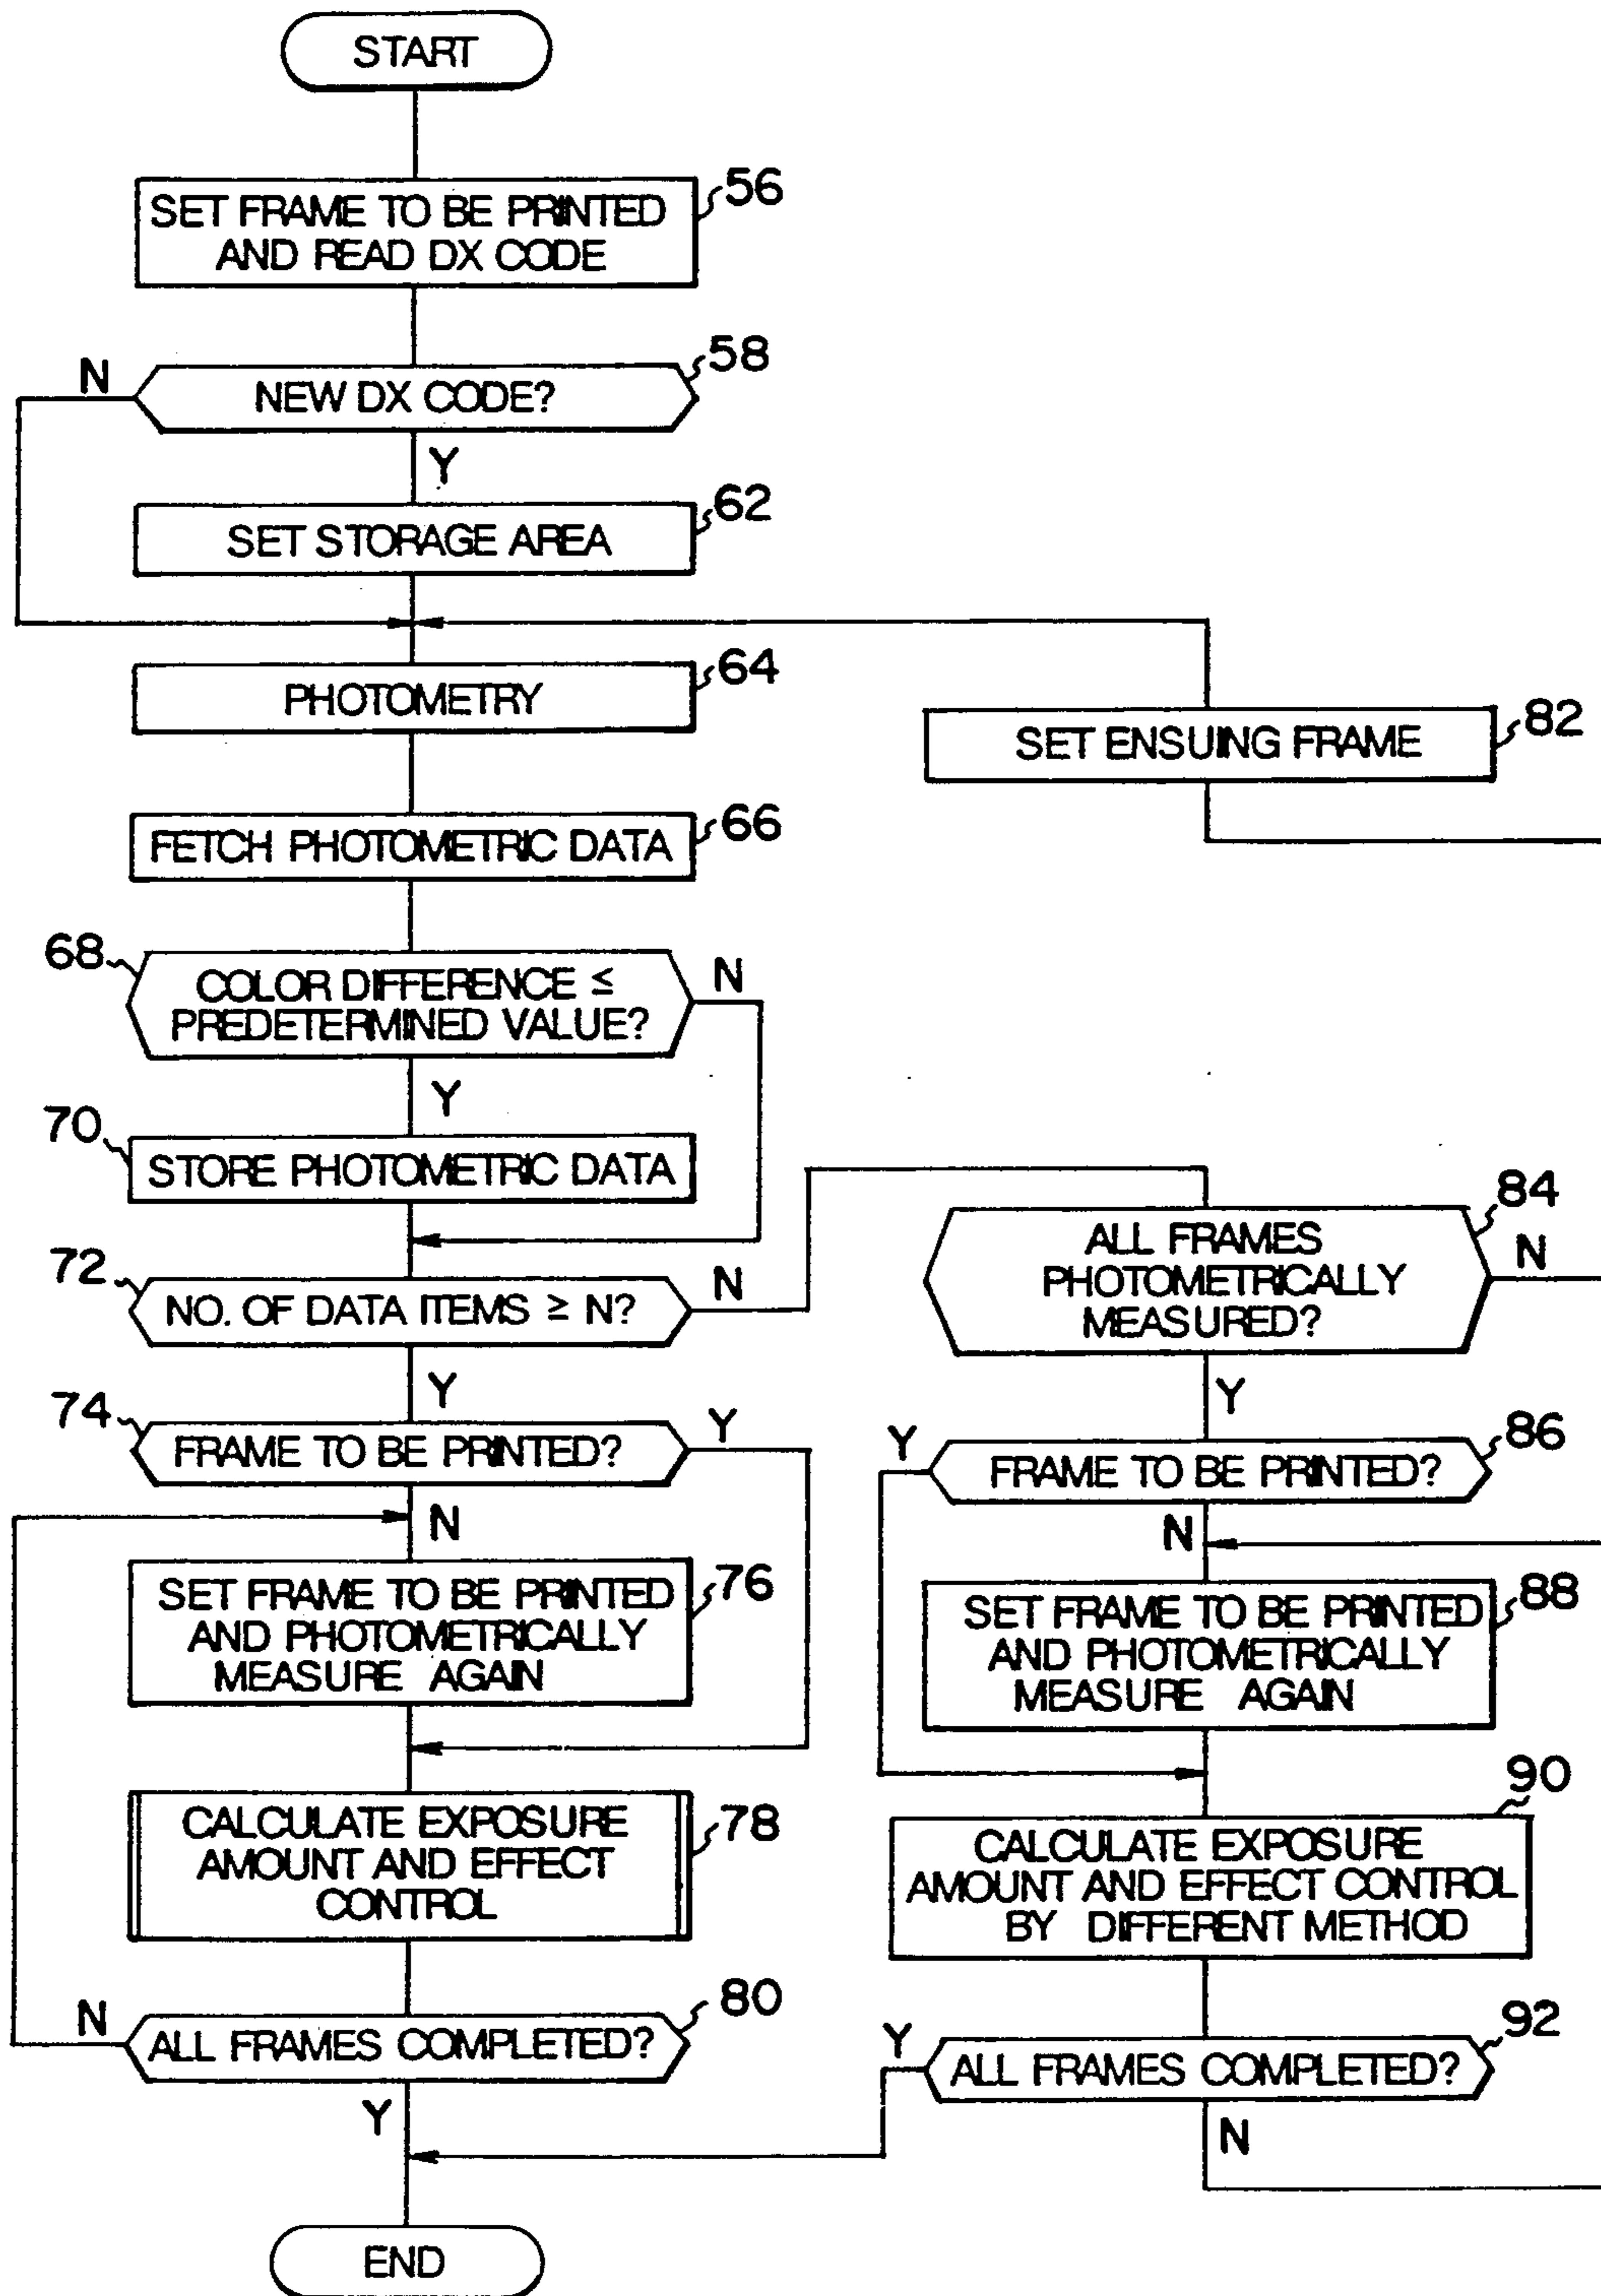 START
SET FRAME TO BE PRINTED
AND READ DX CODE
56
NEW DX CODE?
58
N
Y
SET STORAGE AREA
62
PHOTOMETRY
64
SET ENSUING FRAME
82
FETCH PHOTOMETRIC DATA
66
68
COLOR DIFFERENCE ≤
PREDETERMINED VALUE?
N
Y
70
STORE PHOTOMETRIC DATA
72
NO. OF DATA ITEMS ≥ N?
N
Y
84
ALL FRAMES
PHOTOMETRICALLY
MEASURED?
N
Y
74
FRAME TO BE PRINTED?
Y
N
86
FRAME TO BE PRINTED?
Y
N
SET FRAME TO BE PRINTED
AND PHOTOMETRICALLY
MEASURE AGAIN
76
SET FRAME TO BE PRINTED
AND PHOTOMETRICALLY
MEASURE AGAIN
88
CALCULATE EXPOSURE
AMOUNT AND EFFECT
CONTROL
78
90
CALCULATE EXPOSURE
AMOUNT AND EFFECT CONTROL
BY DIFFERENT METHOD
80
ALL FRAMES COMPLETED?
N
Y
92
ALL FRAMES COMPLETED?
Y
N
END